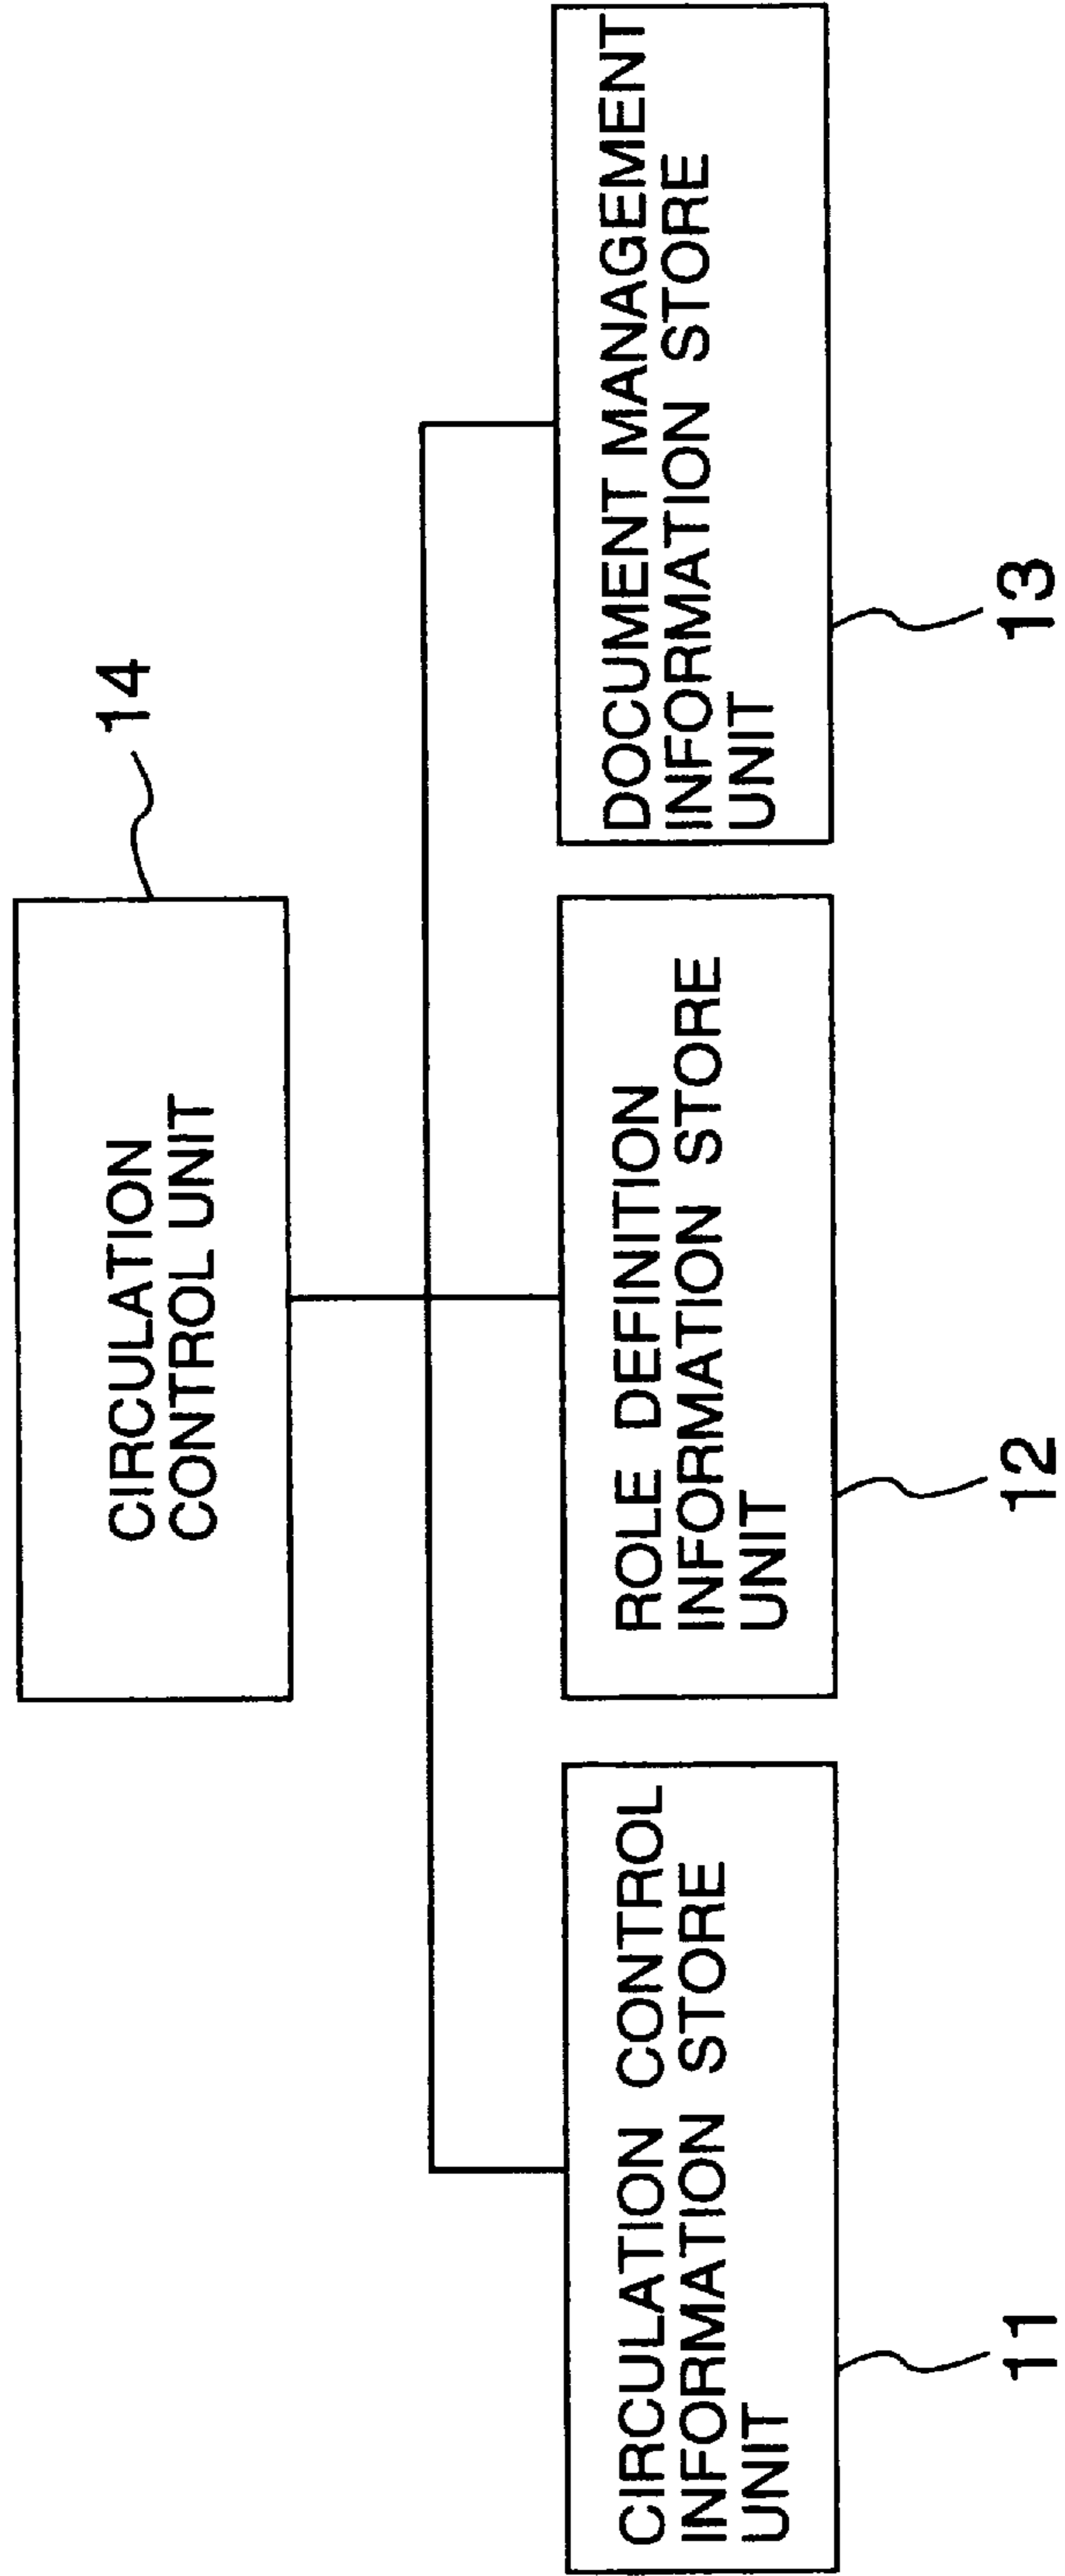 14
CIRCULATION
CONTROL UNIT
CIRCULATION CONTROL
INFORMATION STORE
UNIT
11
ROLE DEFINITION
INFORMATION STORE
UNIT
12
DOCUMENT MANAGEMENT
INFORMATION STORE
UNIT
13